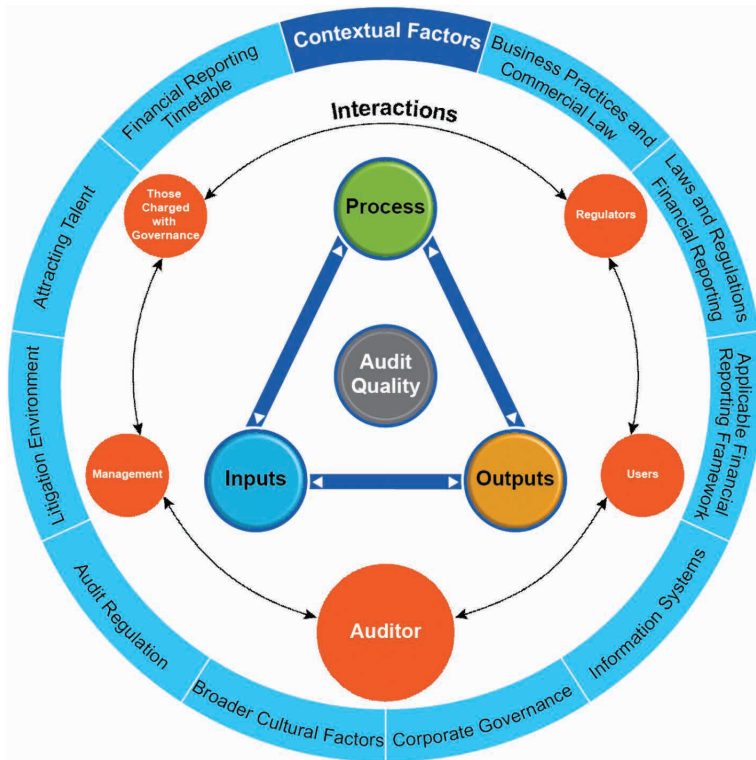 Contextual Factors
Business Practices and
Commercial Law
Laws and Regulations
Financial Reporting
Applicable Financial
Reporting Framework
Information Systems
Corporate Governance
Broader Cultural Factors
Audit Regulation
Litigation Environment
Attracting Talent
Financial Reporting
Timetable
Interactions
Those
Charged
with
Governance
Regulators
Management
Users
Auditor
Process
Audit
Quality
Inputs
Outputs